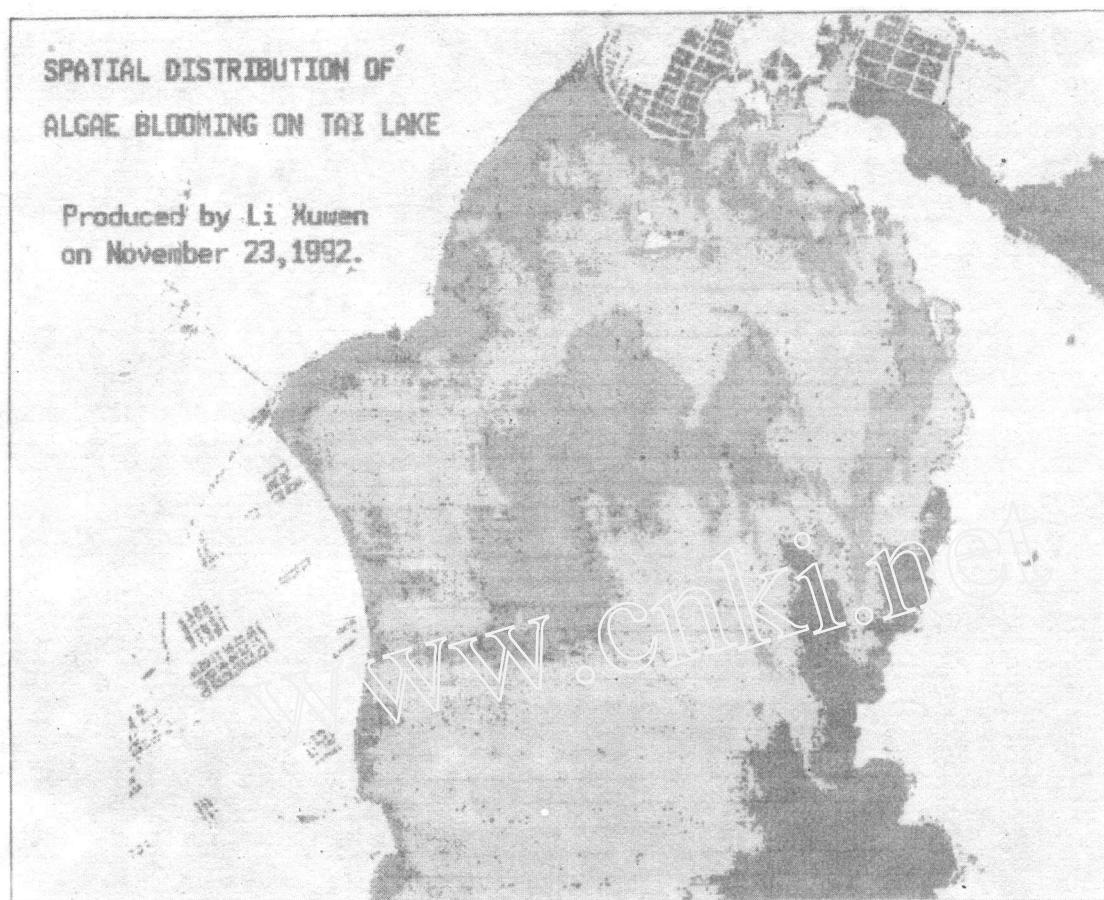 SPATIAL DISTRIBUTION OF
ALGAE BLOOMING ON TAI LAKE
Produced by Li Xuwen
on November 23,1992.
www.cnki.net